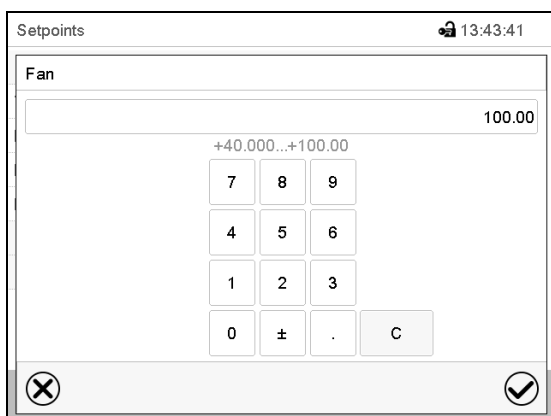 Setpoints 13:43:41
Fan
100.00
+40.000...+100.00
7 8 9
4 5 6
1 2 3
0 ± . C